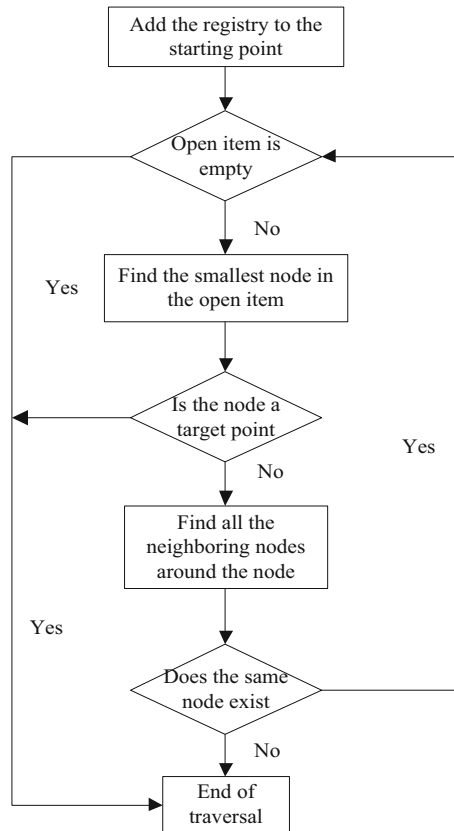 Add the registry to the
starting point
Open item is
empty
No
Yes
Find the smallest node in
the open item
Is the node a
target point
Yes
No
Find all the
neighboring nodes
around the node
Yes
Does the same
node exist
No
End of
traversal